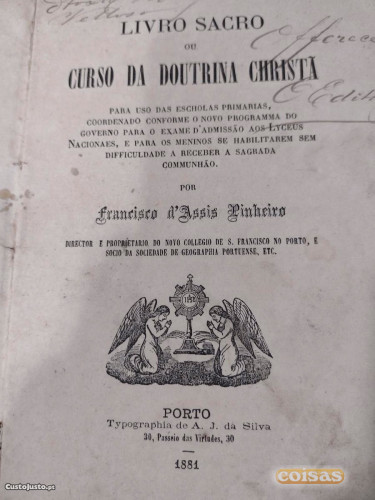 Offerece
O Edit
LIVRO SACRO
OU
CURSO DA DOUTRINA CHRISTÃ
PARA USO DAS ESCHOLAS PRIMARIAS,
COORDENADO CONFORME O NOVO PROGRAMMA DO
GOVERNO PARA O EXAME D'ADMISSÃO AOS LYCEUS
NACIONAES, E PARA OS MENINOS SE HABILITAREM SEM
DIFFICULDADE A RECEBER A SAGRADA
COMMUNHÃO.
POR
Francisco d'Assis Pinheiro
DIRECTOR E PROPRIETARIO DO NOVO COLLEGIO DE S. FRANCISCO NO PORTO, E
SOCIO DA SOCIEDADE DE GEOGRAPHIA PORTUENSE, ETC.
PORTO
Typographia de A. J. da Silva
30, Passeio das Virtudes, 30
1881
CustoJusto.pt
coisas